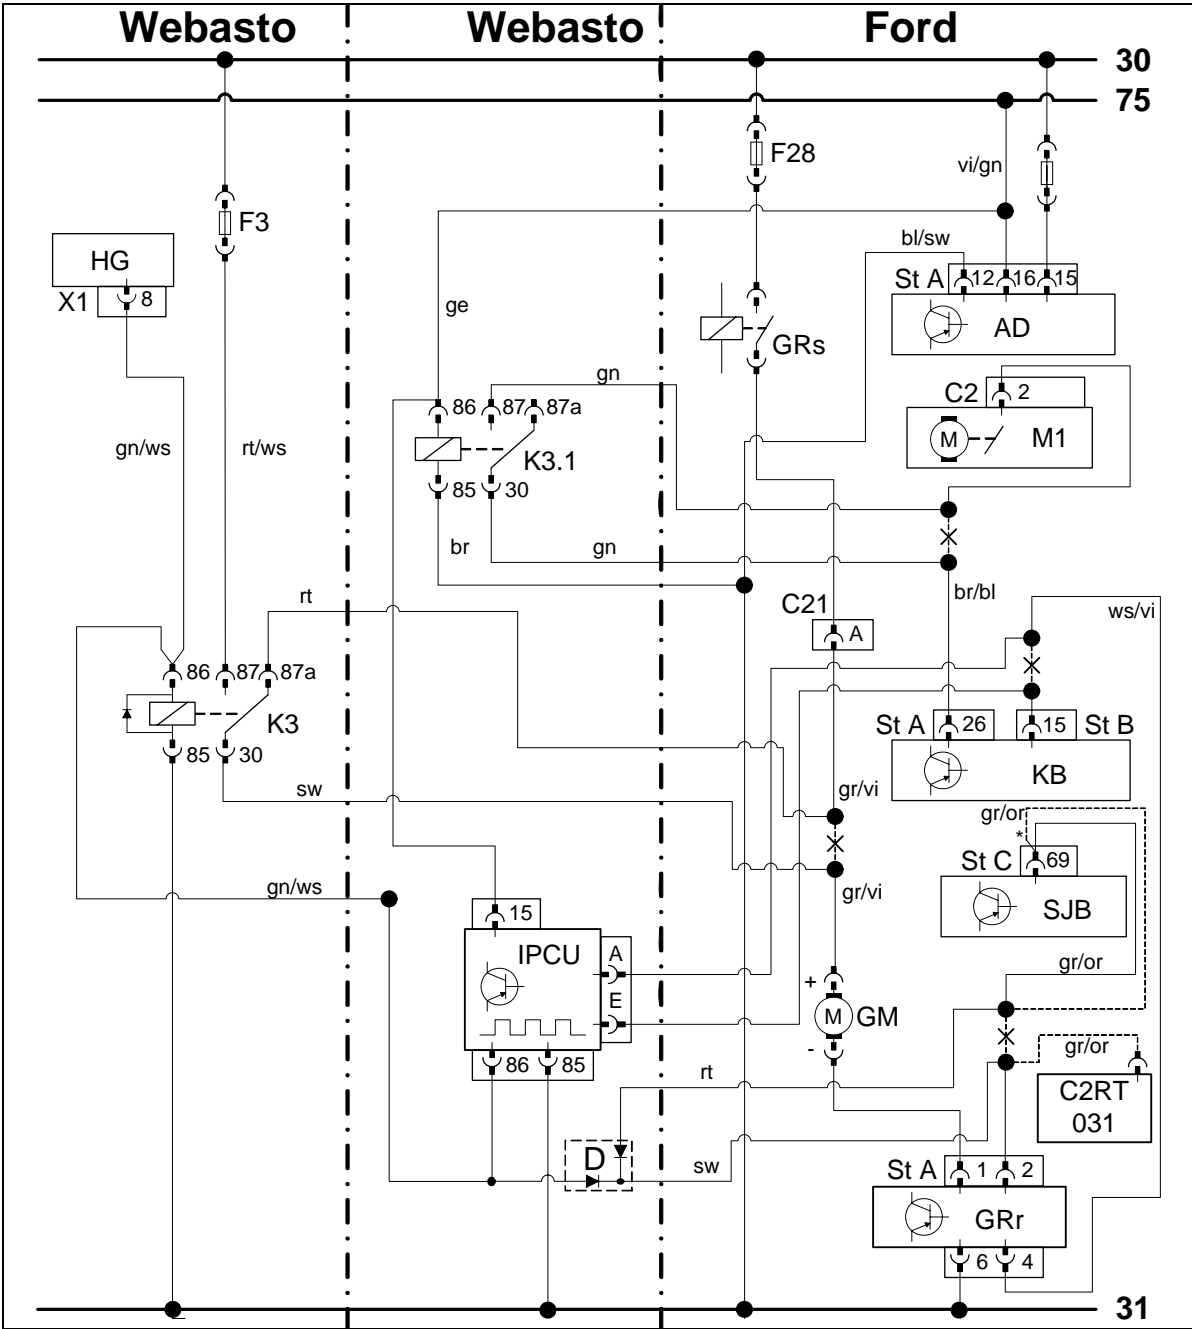 Webasto Webasto Ford
30
75
F28
vi/gn
F3
bl/sw
HG
X1 8
St A 12 16 15
AD
ge
GRs
gn
C2 2
86 87 87a
M M1
gn/ws rt/ws
K3.1
85 30
br gn
br/bl
rt
C21
ws/vi
A
86 87 87a
K3
St A 26 15 St B
85 30
KB
sw
gr/vi
gr/or
*
St C 69
gn/ws
gr/vi
SJB
15
IPCU A
gr/or
E
+
M GM
-
gr/or
86 85
rt
C2RT
031
D
sw
St A 1 2
GRr
6 4
31